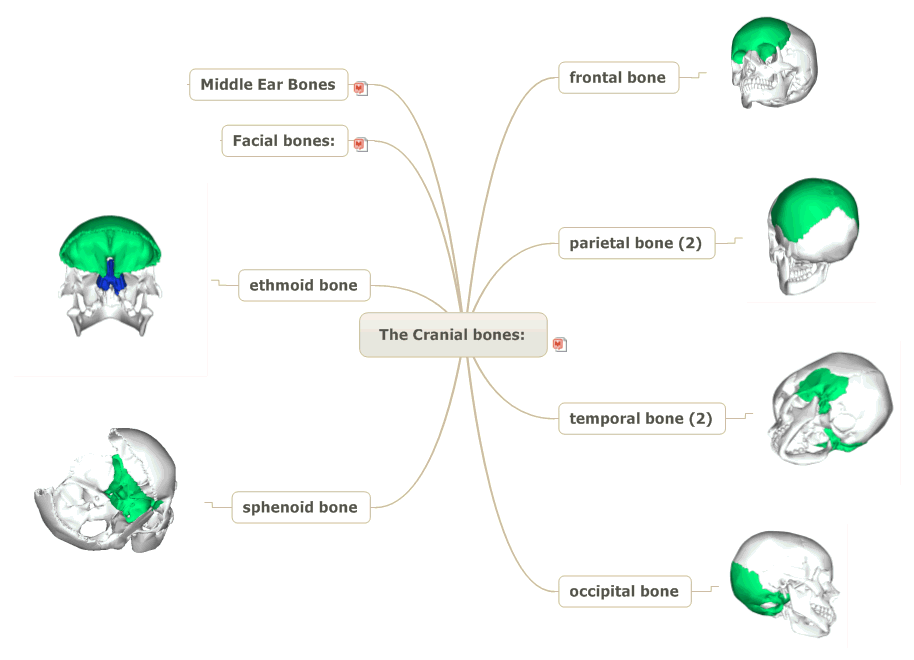 Middle Ear Bones
Facial bones:
ethmoid bone
sphenoid bone
The Cranial bones:
frontal bone
parietal bone (2)
temporal bone (2)
occipital bone